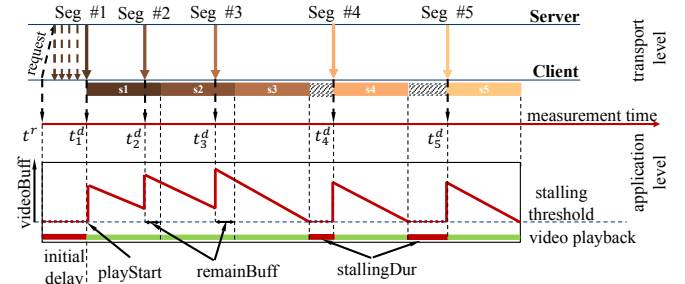 Seg #1 Seg #2 Seg #3 Seg #4 Seg #5 Server
request
transport level
Client
s1 s2 s3 s4 s5
measurement time
t^r t_1^d t_2^d t_3^d t_4^d t_5^d
application level
videoBuff
stalling threshold
video playback
initial delay
playStart
remainBuff
stallingDur